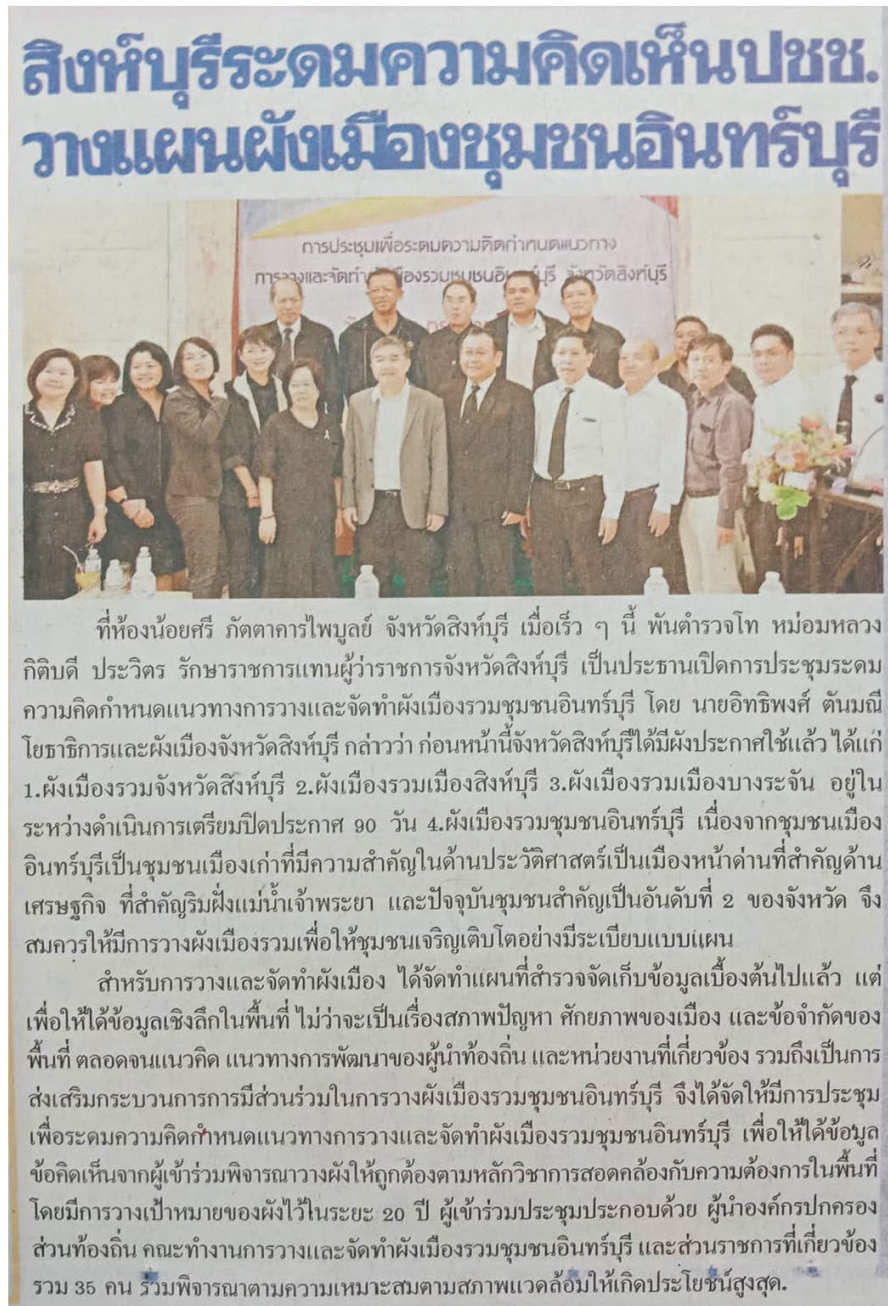 สิงห์บุรีระดมความคิดเห็นปชช.
วางแผนผังเมืองชุมชนอินทร์บุรี
การประชุมเพื่อระดมความคิดกำหนดแนวทาง
การวางและจัดทำ เมืองรวมชุมชนอินทร์บุรี จังหวัดสิงห์บุรี
ที่ห้องน้อยศรี ภัตตาคารไพบูลย์ จังหวัดสิงห์บุรี เมื่อเร็ว ๆ นี้ พันตำรวจโท หม่อมหลวง
กิติบดี ประวิตร รักษาราชการแทนผู้ว่าราชการจังหวัดสิงห์บุรี เป็นประธานเปิดการประชุมระดม
ความคิดกำหนดแนวทางการวางและจัดทำผังเมืองรวมชุมชนอินทร์บุรี โดย นายอิทธิพงศ์ ตันมณี
โยธาธิการและผังเมืองจังหวัดสิงห์บุรี กล่าวว่า ก่อนหน้านี้จังหวัดสิงห์บุรีได้มีผังประกาศใช้แล้ว ได้แก่
1.ผังเมืองรวมจังหวัดสิงห์บุรี 2.ผังเมืองรวมเมืองสิงห์บุรี 3.ผังเมืองรวมเมืองบางระจัน อยู่ใน
ระหว่างดำเนินการเตรียมปิดประกาศ 90 วัน 4.ผังเมืองรวมชุมชนอินทร์บุรี เนื่องจากชุมชนเมือง
อินทร์บุรีเป็นชุมชนเมืองเก่าที่มีความสำคัญในด้านประวัติศาสตร์เป็นเมืองหน้าด่านที่สำคัญด้าน
เศรษฐกิจ ที่สำคัญริมฝั่งแม่น้ำเจ้าพระยา และปัจจุบันชุมชนสำคัญเป็นอันดับที่ 2 ของจังหวัด จึง
สมควรให้มีการวางผังเมืองรวมเพื่อให้ชุมชนเจริญเติบโตอย่างมีระเบียบแบบแผน
สำหรับการวางและจัดทำผังเมือง ได้จัดทำแผนที่สำรวจจัดเก็บข้อมูลเบื้องต้นไปแล้ว แต่
เพื่อให้ได้ข้อมูลเชิงลึกในพื้นที่ ไม่ว่าจะเป็นเรื่องสภาพปัญหา ศักยภาพของเมือง และข้อจำกัดของ
พื้นที่ ตลอดจนแนวคิด แนวทางการพัฒนาของผู้นำท้องถิ่น และหน่วยงานที่เกี่ยวข้อง รวมถึงเป็นการ
ส่งเสริมกระบวนการการมีส่วนร่วมในการวางผังเมืองรวมชุมชนอินทร์บุรี จึงได้จัดให้มีการประชุม
เพื่อระดมความคิดกำหนดแนวทางการวางและจัดทำผังเมืองรวมชุมชนอินทร์บุรี เพื่อให้ได้ข้อมูล
ข้อคิดเห็นจากผู้เข้าร่วมพิจารณาวางผังให้ถูกต้องตามหลักวิชาการสอดคล้องกับความต้องการในพื้นที่
โดยมีการวางเป้าหมายของผังไว้ในระยะ 20 ปี ผู้เข้าร่วมประชุมประกอบด้วย ผู้นำองค์กรปกครอง
ส่วนท้องถิ่น คณะทำงานการวางและจัดทำผังเมืองรวมชุมชนอินทร์บุรี และส่วนราชการที่เกี่ยวข้อง
รวม 35 คน ร่วมพิจารณาตามความเหมาะสมตามสภาพแวดล้อมให้เกิดประโยชน์สูงสุด.